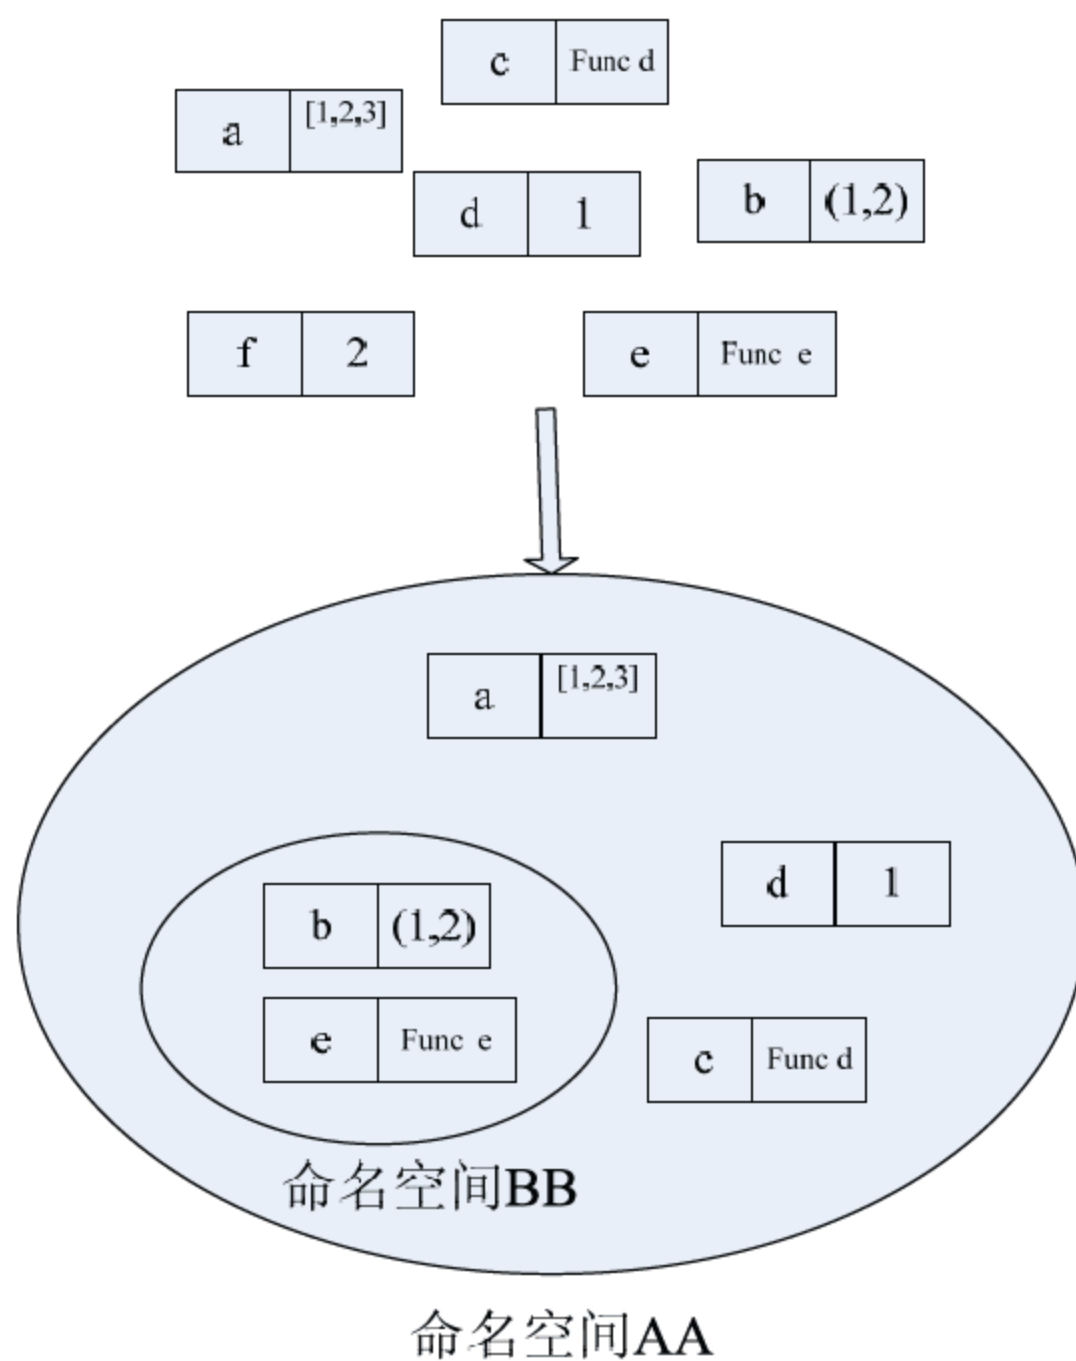 c Func d
a [1,2,3]
d 1
b (1,2)
f 2
e Func e
a [1,2,3]
d 1
b (1,2)
e Func e
c Func d
命名空间BB
命名空间AA